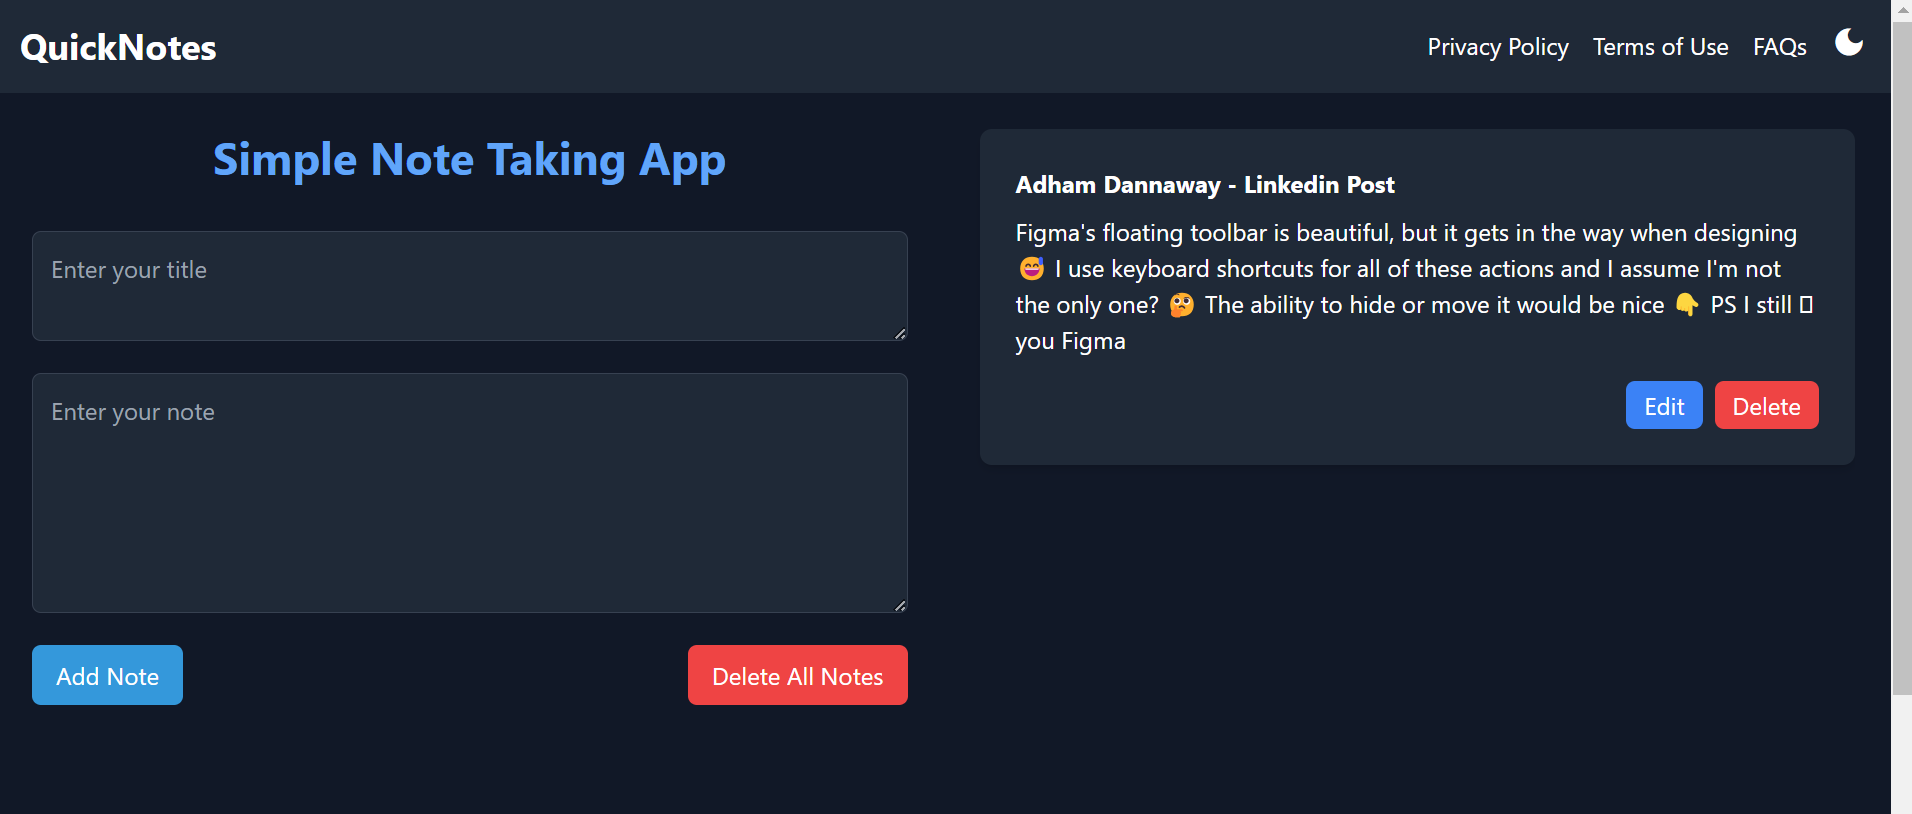 QuickNotes
Privacy Policy
Terms of Use
FAQs
Simple Note Taking App
Enter your title
Enter your note
Add Note
Delete All Notes
Adham Dannaway - Linkedin Post
Figma's floating toolbar is beautiful, but it gets in the way when designing
😅 I use keyboard shortcuts for all of these actions and I assume I'm not
the only one? 🤔 The ability to hide or move it would be nice 👇 PS I still ▯
you Figma
Edit
Delete